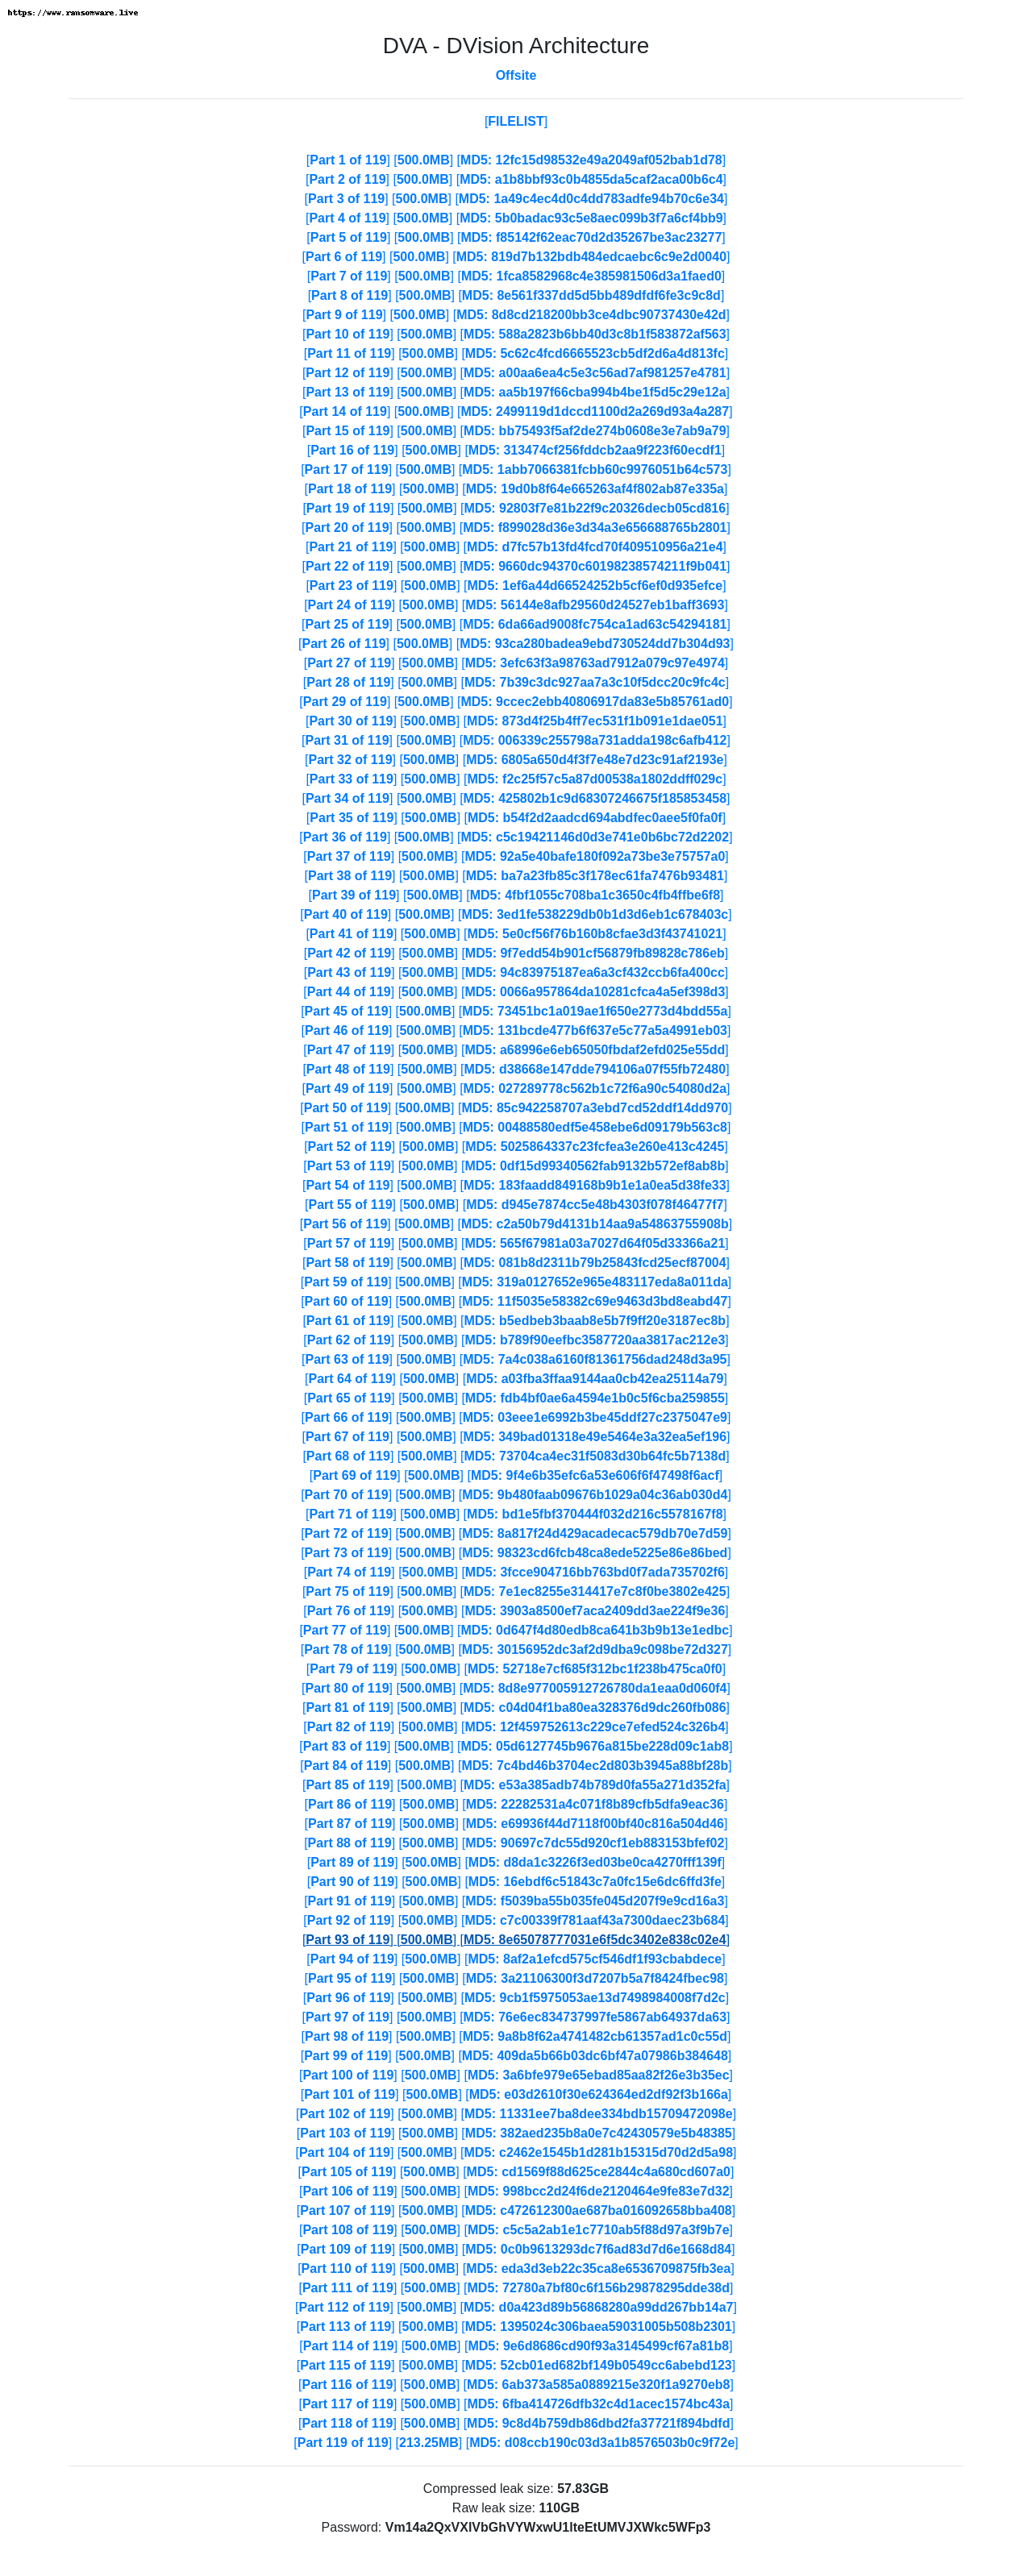 https://www.ransomware.live
DVA - DVision Architecture
Offsite
[FILELIST]
[Part 1 of 119] [500.0MB] [MD5: 12fc15d98532e49a2049af052bab1d78]
[Part 2 of 119] [500.0MB] [MD5: a1b8bbf93c0b4855da5caf2aca00b6c4]
[Part 3 of 119] [500.0MB] [MD5: 1a49c4ec4d0c4dd783adfe94b70c6e34]
[Part 4 of 119] [500.0MB] [MD5: 5b0badac93c5e8aec099b3f7a6cf4bb9]
[Part 5 of 119] [500.0MB] [MD5: f85142f62eac70d2d35267be3ac23277]
[Part 6 of 119] [500.0MB] [MD5: 819d7b132bdb484edcaebc6c9e2d0040]
[Part 7 of 119] [500.0MB] [MD5: 1fca8582968c4e385981506d3a1faed0]
[Part 8 of 119] [500.0MB] [MD5: 8e561f337dd5d5bb489dfdf6fe3c9c8d]
[Part 9 of 119] [500.0MB] [MD5: 8d8cd218200bb3ce4dbc90737430e42d]
[Part 10 of 119] [500.0MB] [MD5: 588a2823b6bb40d3c8b1f583872af563]
[Part 11 of 119] [500.0MB] [MD5: 5c62c4fcd6665523cb5df2d6a4d813fc]
[Part 12 of 119] [500.0MB] [MD5: a00aa6ea4c5e3c56ad7af981257e4781]
[Part 13 of 119] [500.0MB] [MD5: aa5b197f66cba994b4be1f5d5c29e12a]
[Part 14 of 119] [500.0MB] [MD5: 2499119d1dccd1100d2a269d93a4a287]
[Part 15 of 119] [500.0MB] [MD5: bb75493f5af2de274b0608e3e7ab9a79]
[Part 16 of 119] [500.0MB] [MD5: 313474cf256fddcb2aa9f223f60ecdf1]
[Part 17 of 119] [500.0MB] [MD5: 1abb7066381fcbb60c9976051b64c573]
[Part 18 of 119] [500.0MB] [MD5: 19d0b8f64e665263af4f802ab87e335a]
[Part 19 of 119] [500.0MB] [MD5: 92803f7e81b22f9c20326decb05cd816]
[Part 20 of 119] [500.0MB] [MD5: f899028d36e3d34a3e656688765b2801]
[Part 21 of 119] [500.0MB] [MD5: d7fc57b13fd4fcd70f409510956a21e4]
[Part 22 of 119] [500.0MB] [MD5: 9660dc94370c60198238574211f9b041]
[Part 23 of 119] [500.0MB] [MD5: 1ef6a44d66524252b5cf6ef0d935efce]
[Part 24 of 119] [500.0MB] [MD5: 56144e8afb29560d24527eb1baff3693]
[Part 25 of 119] [500.0MB] [MD5: 6da66ad9008fc754ca1ad63c54294181]
[Part 26 of 119] [500.0MB] [MD5: 93ca280badea9ebd730524dd7b304d93]
[Part 27 of 119] [500.0MB] [MD5: 3efc63f3a98763ad7912a079c97e4974]
[Part 28 of 119] [500.0MB] [MD5: 7b39c3dc927aa7a3c10f5dcc20c9fc4c]
[Part 29 of 119] [500.0MB] [MD5: 9ccec2ebb40806917da83e5b85761ad0]
[Part 30 of 119] [500.0MB] [MD5: 873d4f25b4ff7ec531f1b091e1dae051]
[Part 31 of 119] [500.0MB] [MD5: 006339c255798a731adda198c6afb412]
[Part 32 of 119] [500.0MB] [MD5: 6805a650d4f3f7e48e7d23c91af2193e]
[Part 33 of 119] [500.0MB] [MD5: f2c25f57c5a87d00538a1802ddff029c]
[Part 34 of 119] [500.0MB] [MD5: 425802b1c9d68307246675f185853458]
[Part 35 of 119] [500.0MB] [MD5: b54f2d2aadcd694abdfec0aee5f0fa0f]
[Part 36 of 119] [500.0MB] [MD5: c5c19421146d0d3e741e0b6bc72d2202]
[Part 37 of 119] [500.0MB] [MD5: 92a5e40bafe180f092a73be3e75757a0]
[Part 38 of 119] [500.0MB] [MD5: ba7a23fb85c3f178ec61fa7476b93481]
[Part 39 of 119] [500.0MB] [MD5: 4fbf1055c708ba1c3650c4fb4ffbe6f8]
[Part 40 of 119] [500.0MB] [MD5: 3ed1fe538229db0b1d3d6eb1c678403c]
[Part 41 of 119] [500.0MB] [MD5: 5e0cf56f76b160b8cfae3d3f43741021]
[Part 42 of 119] [500.0MB] [MD5: 9f7edd54b901cf56879fb89828c786eb]
[Part 43 of 119] [500.0MB] [MD5: 94c83975187ea6a3cf432ccb6fa400cc]
[Part 44 of 119] [500.0MB] [MD5: 0066a957864da10281cfca4a5ef398d3]
[Part 45 of 119] [500.0MB] [MD5: 73451bc1a019ae1f650e2773d4bdd55a]
[Part 46 of 119] [500.0MB] [MD5: 131bcde477b6f637e5c77a5a4991eb03]
[Part 47 of 119] [500.0MB] [MD5: a68996e6eb65050fbdaf2efd025e55dd]
[Part 48 of 119] [500.0MB] [MD5: d38668e147dde794106a07f55fb72480]
[Part 49 of 119] [500.0MB] [MD5: 027289778c562b1c72f6a90c54080d2a]
[Part 50 of 119] [500.0MB] [MD5: 85c942258707a3ebd7cd52ddf14dd970]
[Part 51 of 119] [500.0MB] [MD5: 00488580edf5e458ebe6d09179b563c8]
[Part 52 of 119] [500.0MB] [MD5: 5025864337c23fcfea3e260e413c4245]
[Part 53 of 119] [500.0MB] [MD5: 0df15d99340562fab9132b572ef8ab8b]
[Part 54 of 119] [500.0MB] [MD5: 183faadd849168b9b1e1a0ea5d38fe33]
[Part 55 of 119] [500.0MB] [MD5: d945e7874cc5e48b4303f078f46477f7]
[Part 56 of 119] [500.0MB] [MD5: c2a50b79d4131b14aa9a54863755908b]
[Part 57 of 119] [500.0MB] [MD5: 565f67981a03a7027d64f05d33366a21]
[Part 58 of 119] [500.0MB] [MD5: 081b8d2311b79b25843fcd25ecf87004]
[Part 59 of 119] [500.0MB] [MD5: 319a0127652e965e483117eda8a011da]
[Part 60 of 119] [500.0MB] [MD5: 11f5035e58382c69e9463d3bd8eabd47]
[Part 61 of 119] [500.0MB] [MD5: b5edbeb3baab8e5b7f9ff20e3187ec8b]
[Part 62 of 119] [500.0MB] [MD5: b789f90eefbc3587720aa3817ac212e3]
[Part 63 of 119] [500.0MB] [MD5: 7a4c038a6160f81361756dad248d3a95]
[Part 64 of 119] [500.0MB] [MD5: a03fba3ffaa9144aa0cb42ea25114a79]
[Part 65 of 119] [500.0MB] [MD5: fdb4bf0ae6a4594e1b0c5f6cba259855]
[Part 66 of 119] [500.0MB] [MD5: 03eee1e6992b3be45ddf27c2375047e9]
[Part 67 of 119] [500.0MB] [MD5: 349bad01318e49e5464e3a32ea5ef196]
[Part 68 of 119] [500.0MB] [MD5: 73704ca4ec31f5083d30b64fc5b7138d]
[Part 69 of 119] [500.0MB] [MD5: 9f4e6b35efc6a53e606f6f47498f6acf]
[Part 70 of 119] [500.0MB] [MD5: 9b480faab09676b1029a04c36ab030d4]
[Part 71 of 119] [500.0MB] [MD5: bd1e5fbf370444f032d216c5578167f8]
[Part 72 of 119] [500.0MB] [MD5: 8a817f24d429acadecac579db70e7d59]
[Part 73 of 119] [500.0MB] [MD5: 98323cd6fcb48ca8ede5225e86e86bed]
[Part 74 of 119] [500.0MB] [MD5: 3fcce904716bb763bd0f7ada735702f6]
[Part 75 of 119] [500.0MB] [MD5: 7e1ec8255e314417e7c8f0be3802e425]
[Part 76 of 119] [500.0MB] [MD5: 3903a8500ef7aca2409dd3ae224f9e36]
[Part 77 of 119] [500.0MB] [MD5: 0d647f4d80edb8ca641b3b9b13e1edbc]
[Part 78 of 119] [500.0MB] [MD5: 30156952dc3af2d9dba9c098be72d327]
[Part 79 of 119] [500.0MB] [MD5: 52718e7cf685f312bc1f238b475ca0f0]
[Part 80 of 119] [500.0MB] [MD5: 8d8e977005912726780da1eaa0d060f4]
[Part 81 of 119] [500.0MB] [MD5: c04d04f1ba80ea328376d9dc260fb086]
[Part 82 of 119] [500.0MB] [MD5: 12f459752613c229ce7efed524c326b4]
[Part 83 of 119] [500.0MB] [MD5: 05d6127745b9676a815be228d09c1ab8]
[Part 84 of 119] [500.0MB] [MD5: 7c4bd46b3704ec2d803b3945a88bf28b]
[Part 85 of 119] [500.0MB] [MD5: e53a385adb74b789d0fa55a271d352fa]
[Part 86 of 119] [500.0MB] [MD5: 22282531a4c071f8b89cfb5dfa9eac36]
[Part 87 of 119] [500.0MB] [MD5: e69936f44d7118f00bf40c816a504d46]
[Part 88 of 119] [500.0MB] [MD5: 90697c7dc55d920cf1eb883153bfef02]
[Part 89 of 119] [500.0MB] [MD5: d8da1c3226f3ed03be0ca4270fff139f]
[Part 90 of 119] [500.0MB] [MD5: 16ebdf6c51843c7a0fc15e6dc6ffd3fe]
[Part 91 of 119] [500.0MB] [MD5: f5039ba55b035fe045d207f9e9cd16a3]
[Part 92 of 119] [500.0MB] [MD5: c7c00339f781aaf43a7300daec23b684]
[Part 93 of 119] [500.0MB] [MD5: 8e65078777031e6f5dc3402e838c02e4]
[Part 94 of 119] [500.0MB] [MD5: 8af2a1efcd575cf546df1f93cbabdece]
[Part 95 of 119] [500.0MB] [MD5: 3a21106300f3d7207b5a7f8424fbec98]
[Part 96 of 119] [500.0MB] [MD5: 9cb1f5975053ae13d7498984008f7d2c]
[Part 97 of 119] [500.0MB] [MD5: 76e6ec834737997fe5867ab64937da63]
[Part 98 of 119] [500.0MB] [MD5: 9a8b8f62a4741482cb61357ad1c0c55d]
[Part 99 of 119] [500.0MB] [MD5: 409da5b66b03dc6bf47a07986b384648]
[Part 100 of 119] [500.0MB] [MD5: 3a6bfe979e65ebad85aa82f26e3b35ec]
[Part 101 of 119] [500.0MB] [MD5: e03d2610f30e624364ed2df92f3b166a]
[Part 102 of 119] [500.0MB] [MD5: 11331ee7ba8dee334bdb15709472098e]
[Part 103 of 119] [500.0MB] [MD5: 382aed235b8a0e7c42430579e5b48385]
[Part 104 of 119] [500.0MB] [MD5: c2462e1545b1d281b15315d70d2d5a98]
[Part 105 of 119] [500.0MB] [MD5: cd1569f88d625ce2844c4a680cd607a0]
[Part 106 of 119] [500.0MB] [MD5: 998bcc2d24f6de2120464e9fe83e7d32]
[Part 107 of 119] [500.0MB] [MD5: c472612300ae687ba016092658bba408]
[Part 108 of 119] [500.0MB] [MD5: c5c5a2ab1e1c7710ab5f88d97a3f9b7e]
[Part 109 of 119] [500.0MB] [MD5: 0c0b9613293dc7f6ad83d7d6e1668d84]
[Part 110 of 119] [500.0MB] [MD5: eda3d3eb22c35ca8e6536709875fb3ea]
[Part 111 of 119] [500.0MB] [MD5: 72780a7bf80c6f156b29878295dde38d]
[Part 112 of 119] [500.0MB] [MD5: d0a423d89b56868280a99dd267bb14a7]
[Part 113 of 119] [500.0MB] [MD5: 1395024c306baea59031005b508b2301]
[Part 114 of 119] [500.0MB] [MD5: 9e6d8686cd90f93a3145499cf67a81b8]
[Part 115 of 119] [500.0MB] [MD5: 52cb01ed682bf149b0549cc6abebd123]
[Part 116 of 119] [500.0MB] [MD5: 6ab373a585a0889215e320f1a9270eb8]
[Part 117 of 119] [500.0MB] [MD5: 6fba414726dfb32c4d1acec1574bc43a]
[Part 118 of 119] [500.0MB] [MD5: 9c8d4b759db86dbd2fa37721f894bdfd]
[Part 119 of 119] [213.25MB] [MD5: d08ccb190c03d3a1b8576503b0c9f72e]
Compressed leak size: 57.83GB
Raw leak size: 110GB
Password: Vm14a2QxVXlVbGhVYWxwU1lteEtUMVJXWkc5WFp3